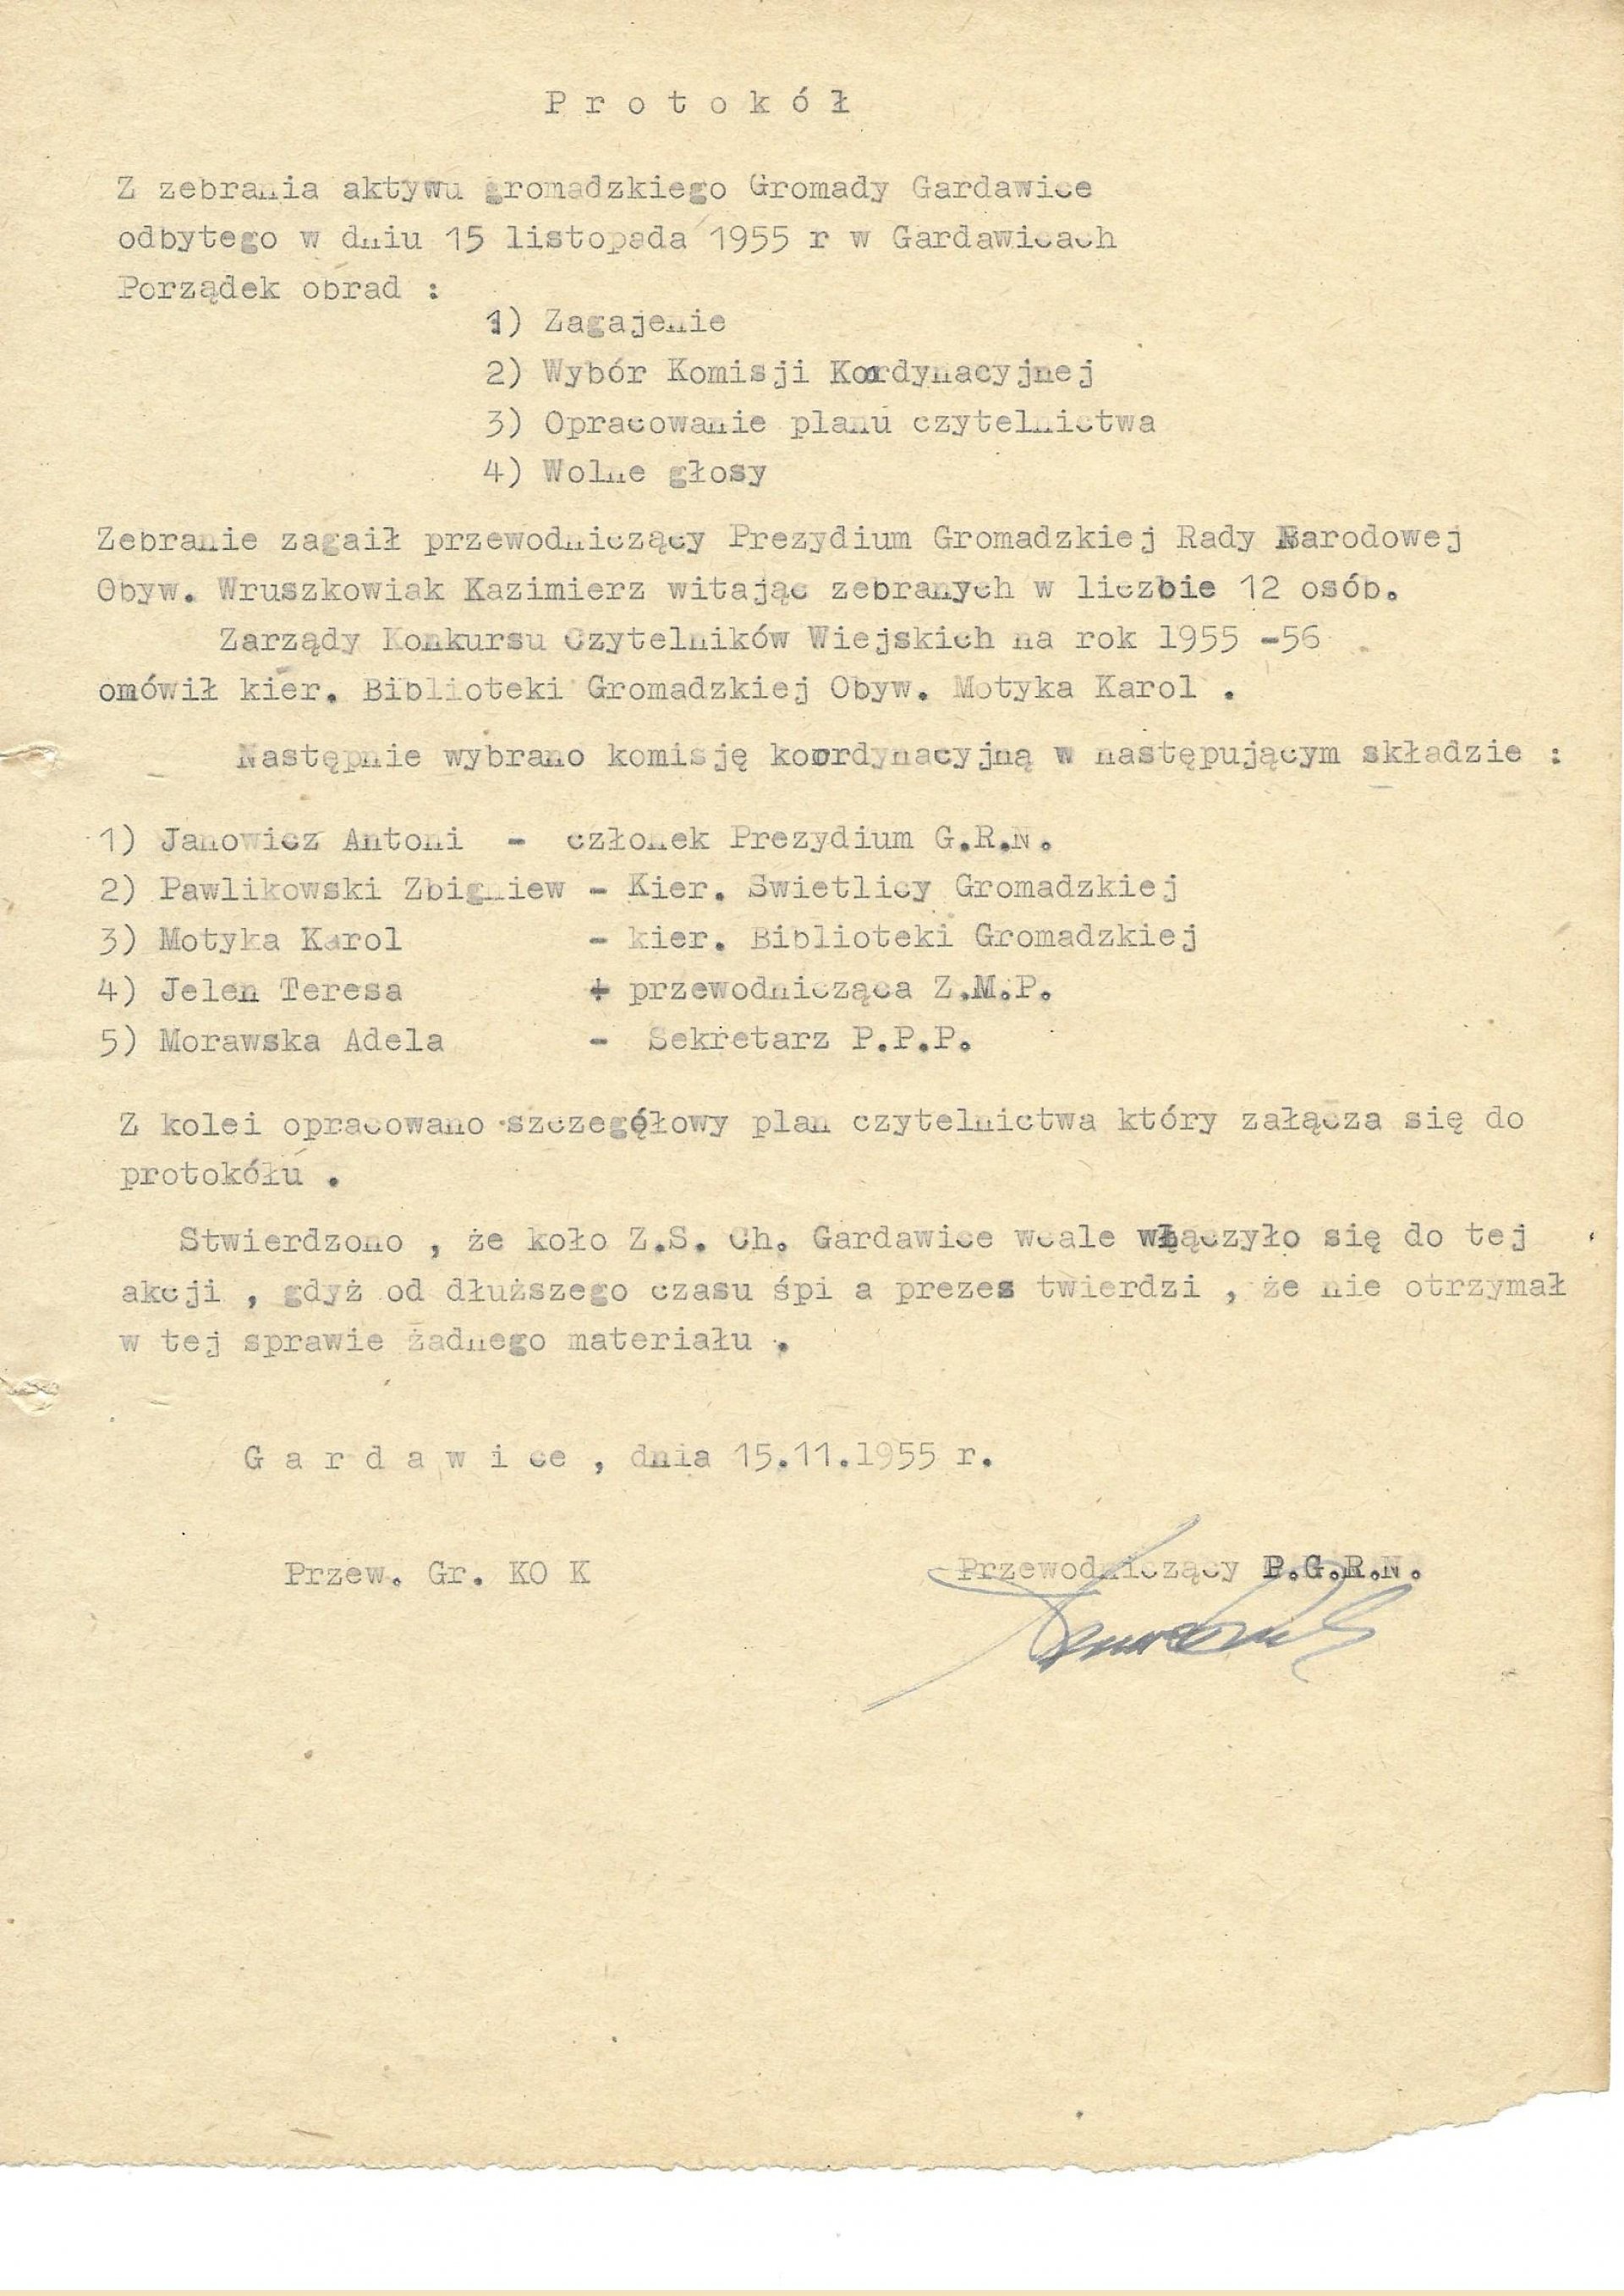 Protokół
Z zebrania aktywu gromadzkiego Gromady Gardawice
odbytego w dniu 15 listopada 1955 r w Gardawicach
Porządek obrad :
1) Zagajenie
2) Wybór Komisji Kordynacyjnej
3) Opracowanie planu czytelnictwa
4) Wolne głosy
Zebranie zagaił przewodniczący Prezydium Gromadzkiej Rady Narodowej
Obyw. Wruszkowiak Kazimierz witając zebranych w liczbie 12 osób.
Zarządy Konkursu Czytelników Wiejskich na rok 1955 -56
omówił kier. Biblioteki Gromadzkiej Obyw. Motyka Karol .
Następnie wybrano komisję koordynacyjną w następującym składzie :
1) Janowicz Antoni - członek Prezydium G.R.N.
2) Pawlikowski Zbigniew - Kier. Swietlicy Gromadzkiej
3) Motyka Karol - kier. Biblioteki Gromadzkiej
4) Jelen Teresa + przewodnicząca Z.M.P.
5) Morawska Adela - Sekretarz P.P.P.
Z kolei opracowano szczegółowy plan czytelnictwa który załącza się do
protokółu .
Stwierdzono , że koło Z.S. Ch. Gardawice wcale włączyło się do tej
akcji , gdyż od dłuższego czasu śpi a prezes twierdzi , że nie otrzymał
w tej sprawie żadnego materiału .
Gardawice , dnia 15.11.1955 r.
Przew. Gr. KO K
Przewodniczący P.G.R.N.